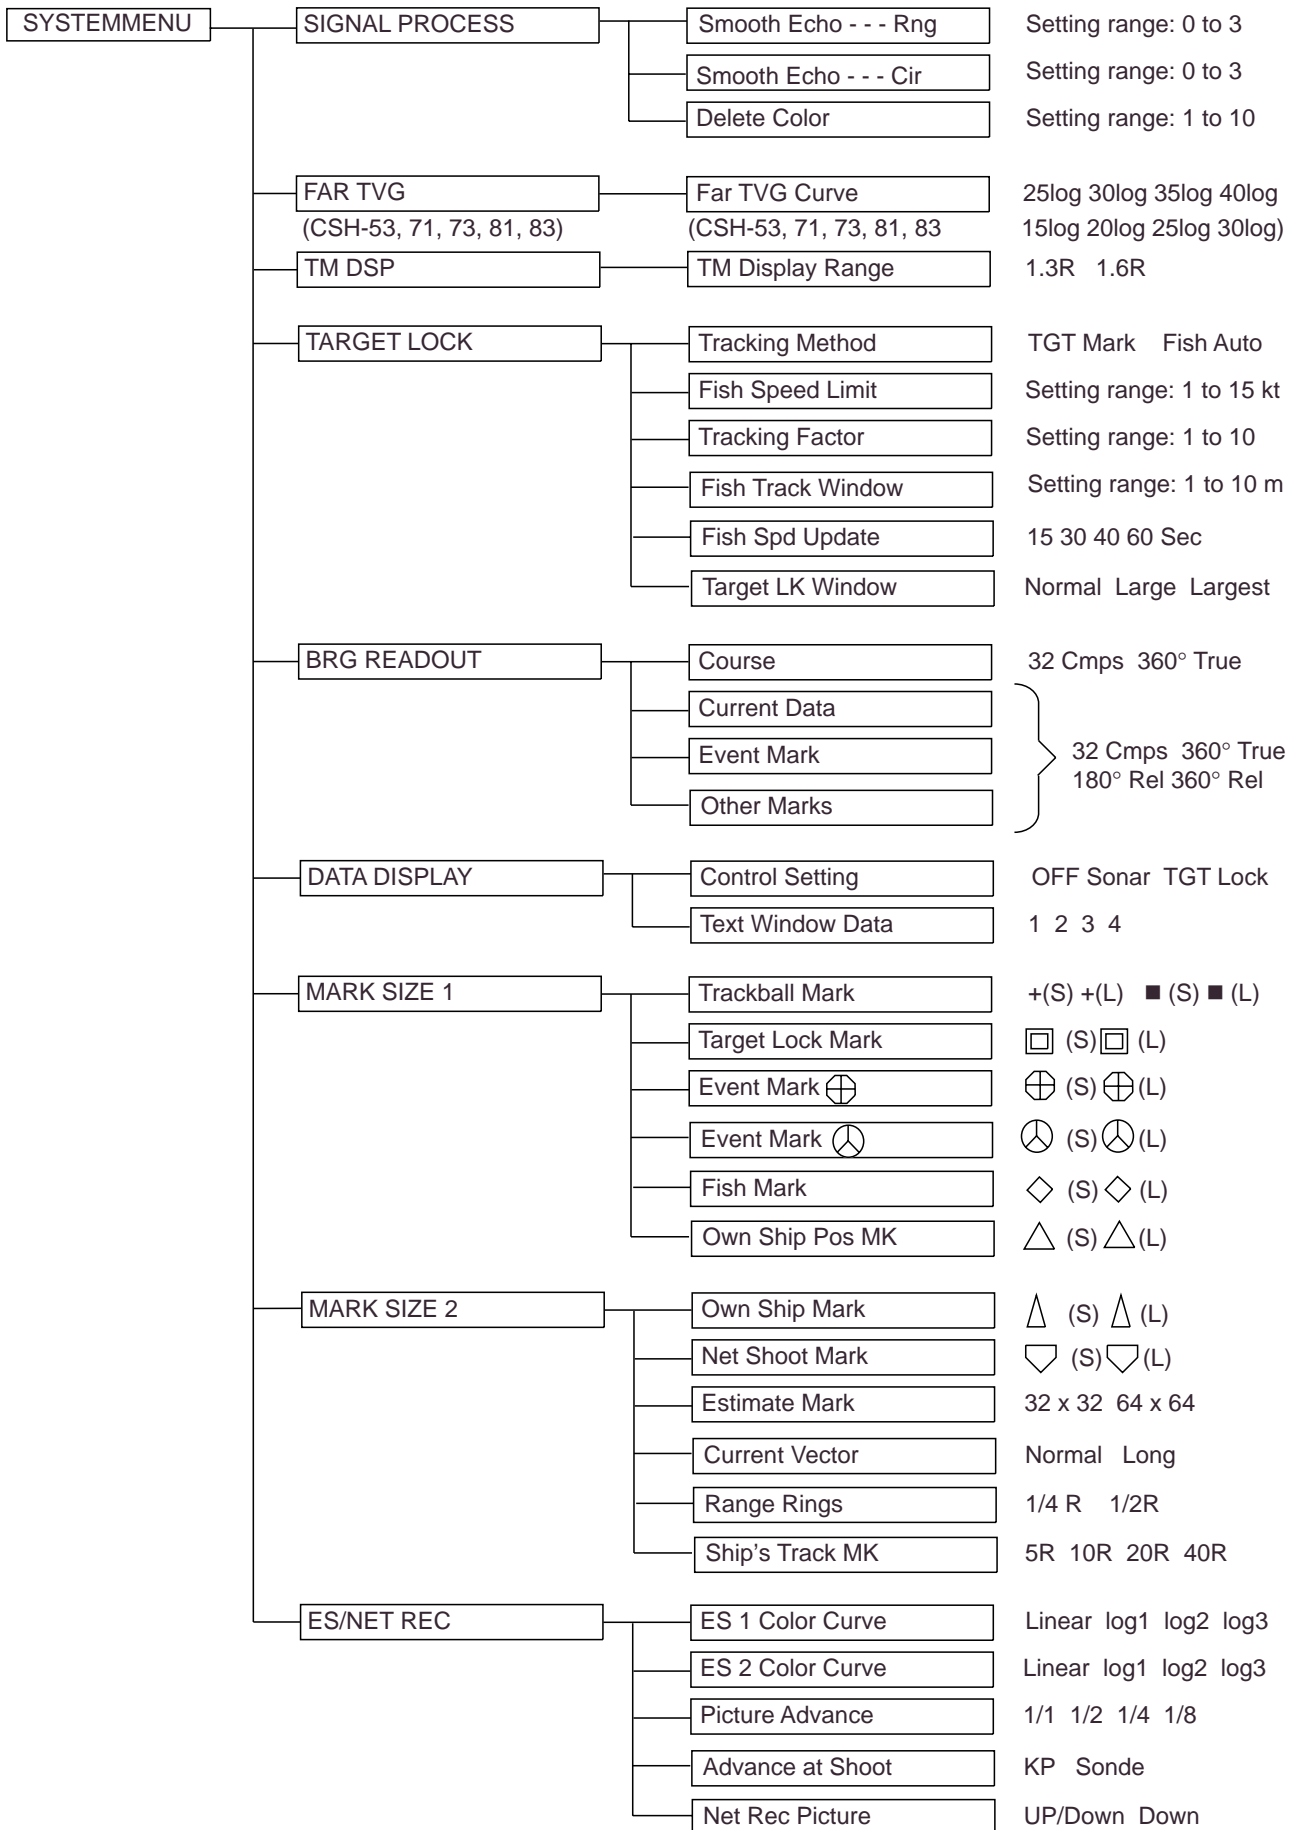 SYSTEMMENU
SIGNAL PROCESS
Smooth Echo - - - Rng
Setting range: 0 to 3
Smooth Echo - - - Cir
Setting range: 0 to 3
Delete Color
Setting range: 1 to 10
FAR TVG
Far TVG Curve
25log 30log 35log 40log
(CSH-53, 71, 73, 81, 83)
(CSH-53, 71, 73, 81, 83
15log 20log 25log 30log)
TM DSP
TM Display Range
1.3R 1.6R
TARGET LOCK
Tracking Method
TGT Mark Fish Auto
Fish Speed Limit
Setting range: 1 to 15 kt
Tracking Factor
Setting range: 1 to 10
Fish Track Window
Setting range: 1 to 10 m
Fish Spd Update
15 30 40 60 Sec
Target LK Window
Normal Large Largest
BRG READOUT
Course
32 Cmps 360° True
Current Data
Event Mark
Other Marks
32 Cmps 360° True
180° Rel 360° Rel
DATA DISPLAY
Control Setting
OFF Sonar TGT Lock
Text Window Data
1 2 3 4
MARK SIZE 1
Trackball Mark
+(S) +(L) ■ (S) ■ (L)
Target Lock Mark
(S) (L)
Event Mark
(S) (L)
Event Mark
(S) (L)
Fish Mark
◇ (S) ◇ (L)
Own Ship Pos MK
△ (S) △ (L)
MARK SIZE 2
Own Ship Mark
(S) (L)
Net Shoot Mark
(S) (L)
Estimate Mark
32 x 32 64 x 64
Current Vector
Normal Long
Range Rings
1/4 R 1/2R
Ship's Track MK
5R 10R 20R 40R
ES/NET REC
ES 1 Color Curve
Linear log1 log2 log3
ES 2 Color Curve
Linear log1 log2 log3
Picture Advance
1/1 1/2 1/4 1/8
Advance at Shoot
KP Sonde
Net Rec Picture
UP/Down Down